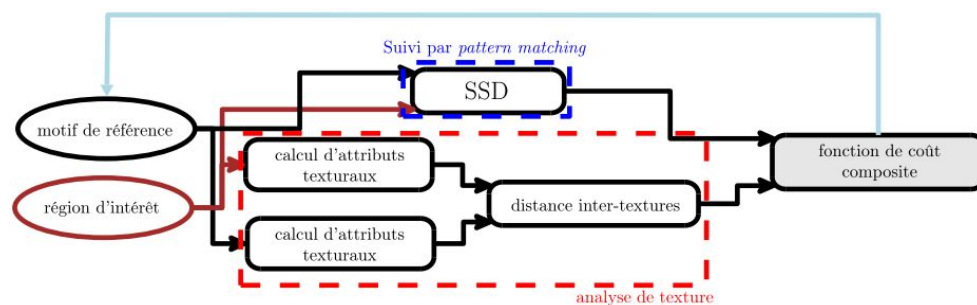 Suivi par pattern matching
SSD
motif de référence
calcul d'attributs
texturaux
fonction de coût
composite
région d'intérêt
distance inter-textures
calcul d'attributs
texturaux
analyse de texture